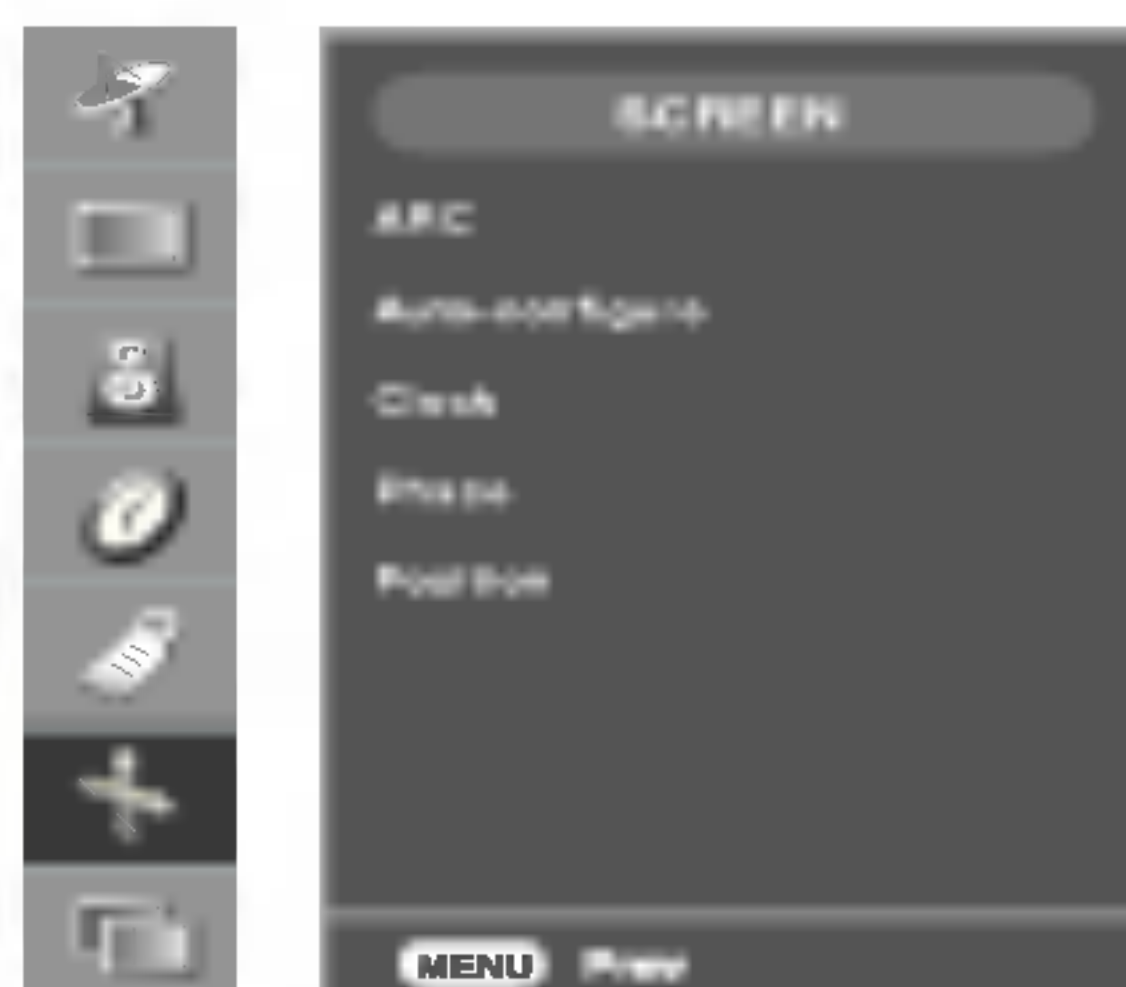 SCREEN
ARC
Auto-configure
Clock
Phase
Position
MENU Prev